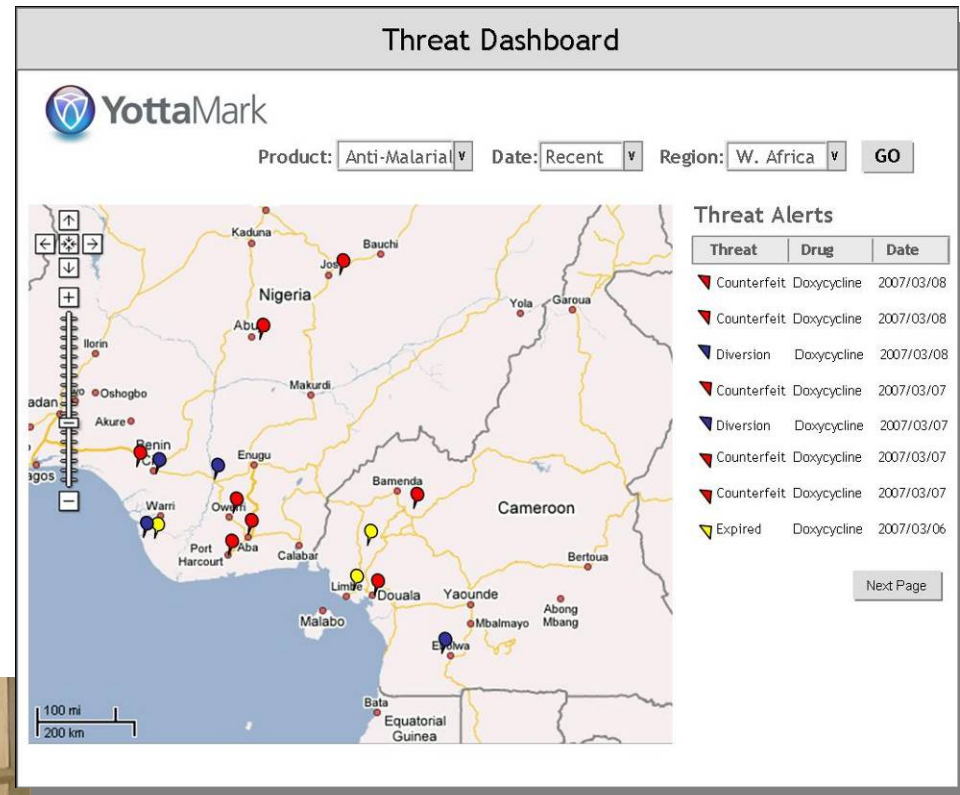 Threat Dashboard
YottaMark
Product: Anti-Malarial Date: Recent Region: W. Africa GO
Threat Alerts
Threat Drug Date
Counterfeit Doxycycline 2007/03/08
Counterfeit Doxycycline 2007/03/08
Diversion Doxycycline 2007/03/08
Counterfeit Doxycycline 2007/03/07
Diversion Doxycycline 2007/03/07
Counterfeit Doxycycline 2007/03/07
Counterfeit Doxycycline 2007/03/07
Expired Doxycycline 2007/03/06
Next Page
Kaduna
Bauchi
Jos
Nigeria
Yola
Garoua
Ilorin
Oshogbo
Makurdi
Akure
Benin
Enugu
Bamenda
Warri
Cameroon
Port
Harcourt
Aba
Calabar
Bertoua
Douala
Yaounde
Malabo
Abong
Mbang
Mbalmayo
Bata
Equatorial
Guinea
100 mi
200 km